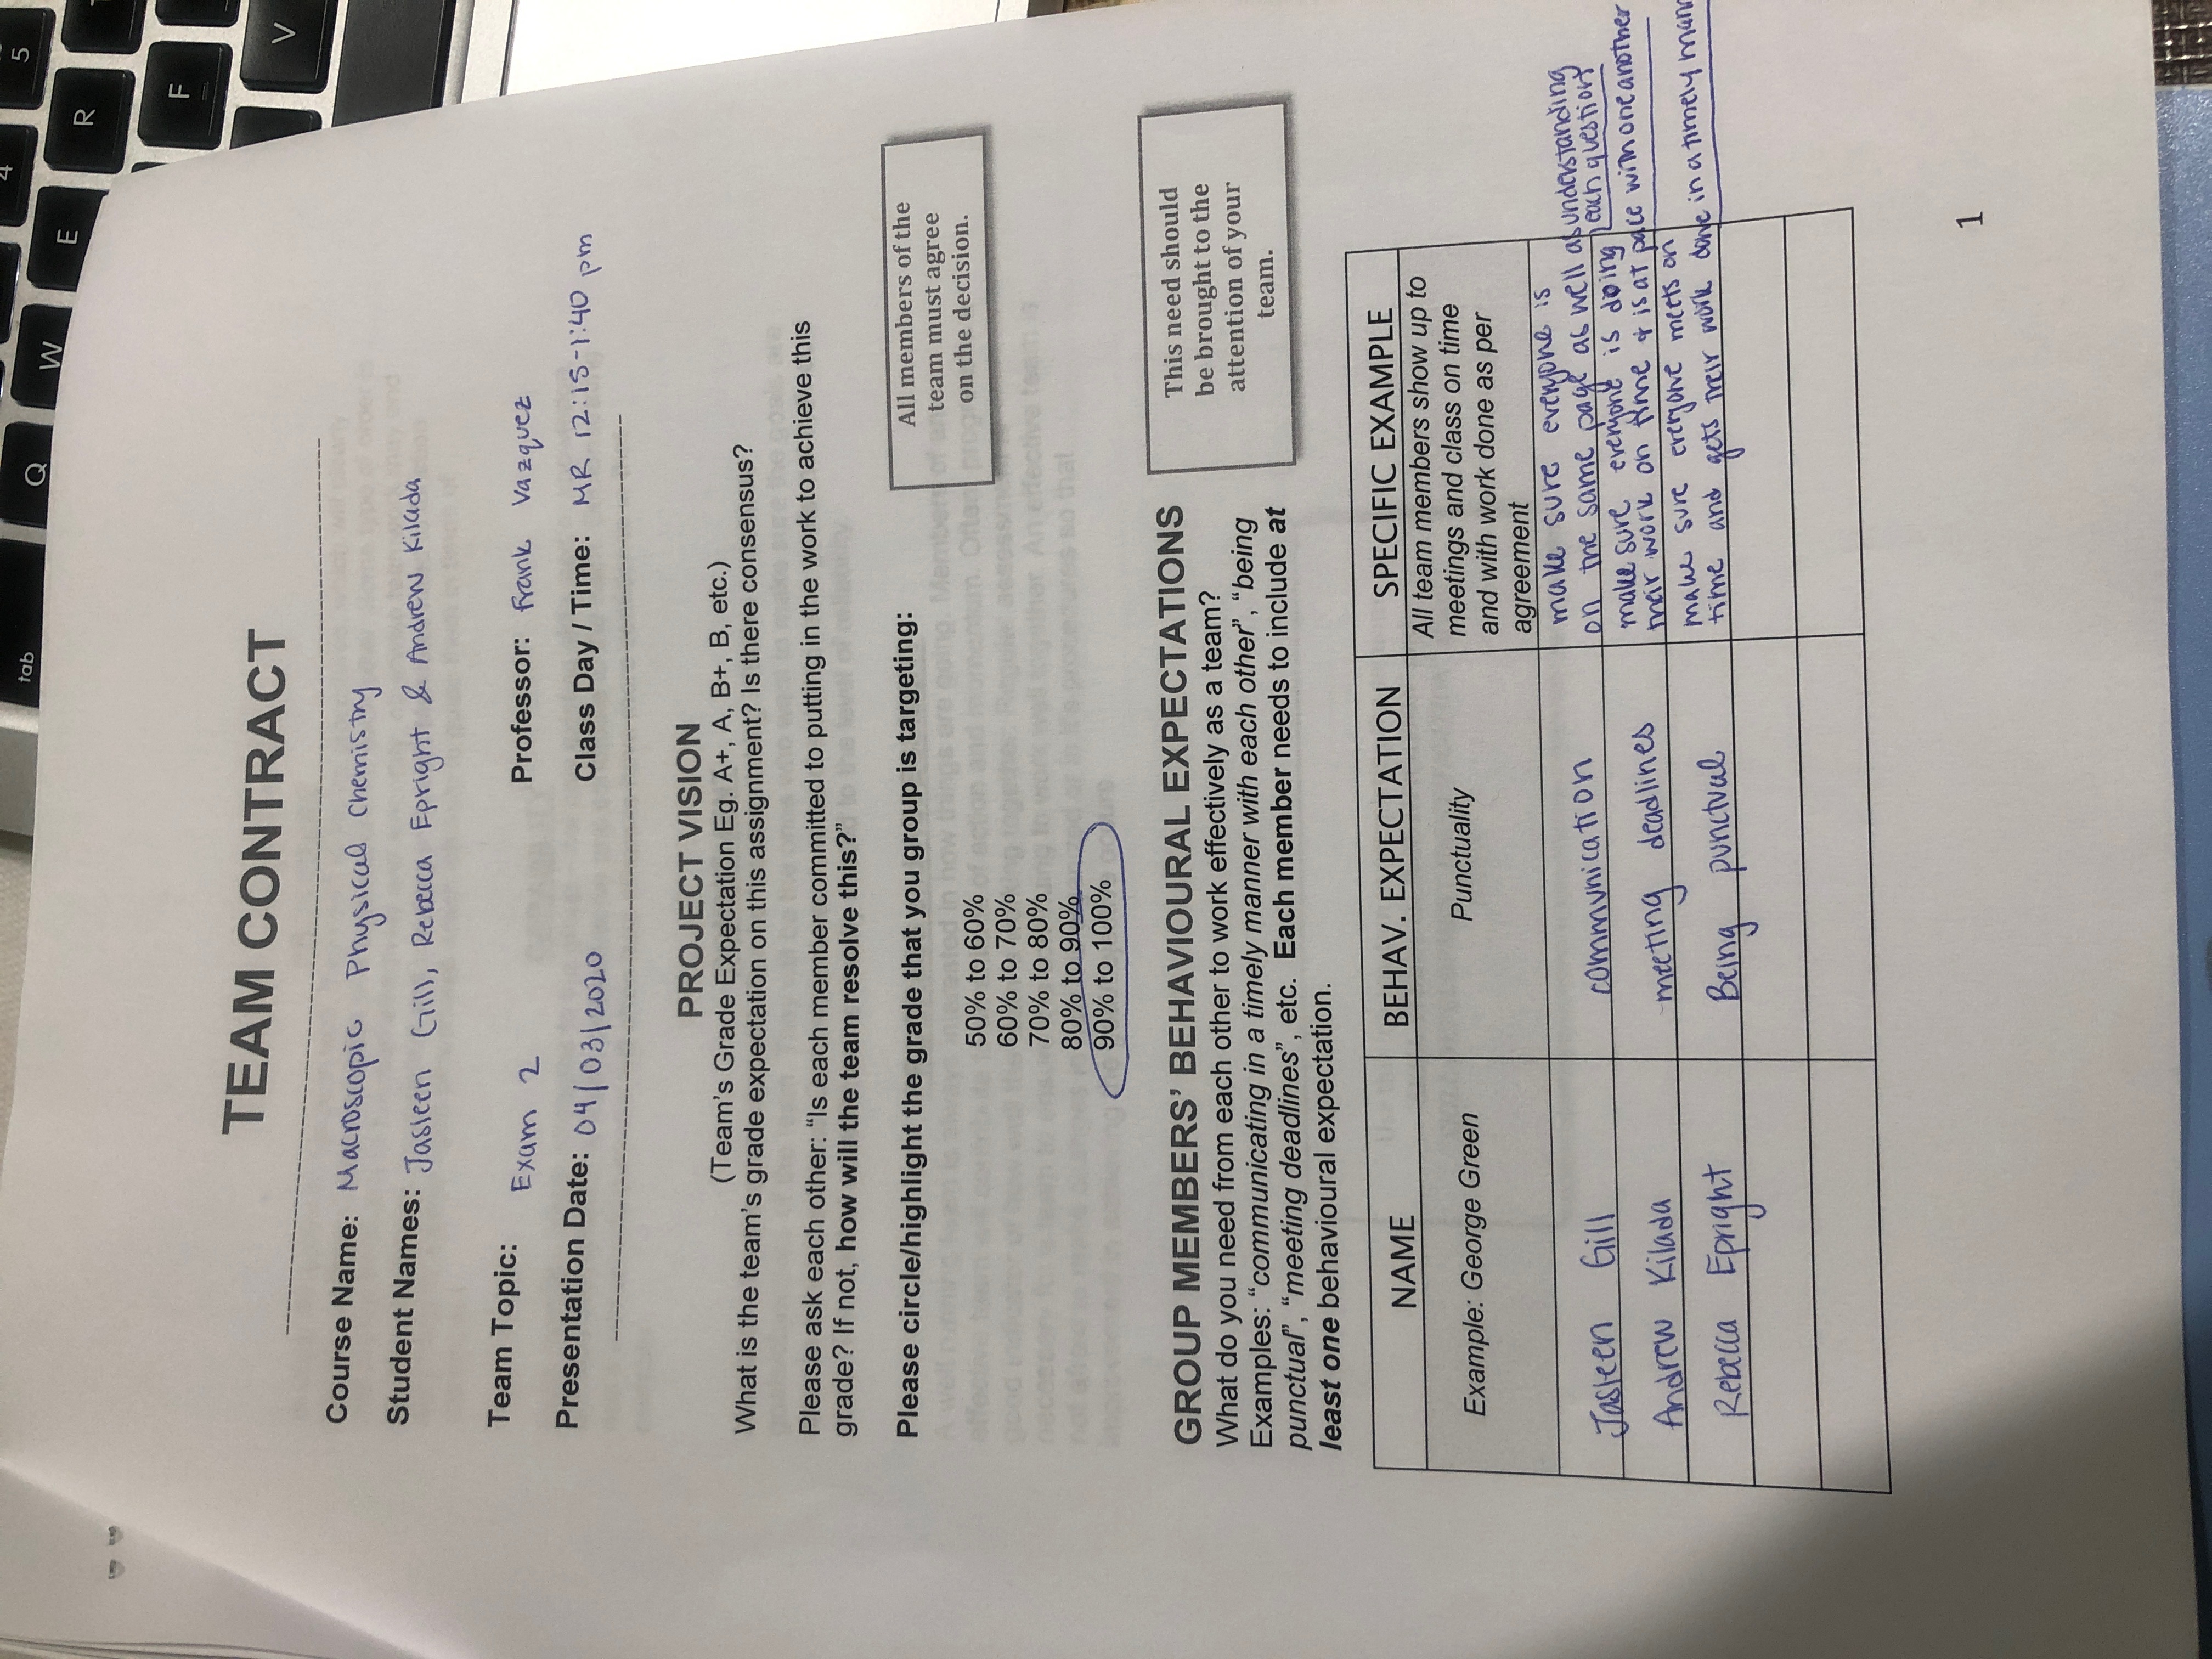 tab
Q
W
E
R
4
5
F
V
TEAM CONTRACT
Course Name: Macroscopic Physical Chemistry
Student Names: Jasleen Gill, Rebecca Epright & Andrew Kilada
Team Topic: Exam 2
Professor: Frank Vazquez
Presentation Date: 04/03/2020
Class Day / Time: MR 12:15-1:40 pm
PROJECT VISION
(Team's Grade Expectation Eg. A+, A, B+, B, etc.)
What is the team's grade expectation on this assignment? Is there consensus?
Please ask each other: “Is each member committed to putting in the work to achieve this
grade? If not, how will the team resolve this?”
Please circle/highlight the grade that you group is targeting:
All members of the
team must agree
on the decision.
50% to 60%
60% to 70%
70% to 80%
80% to 90%
90% to 100%
GROUP MEMBERS’ BEHAVIOURAL EXPECTATIONS
What do you need from each other to work effectively as a team?
Examples: “communicating in a timely manner with each other”, “being
punctual”, “meeting deadlines”, etc. Each member needs to include at
least one behavioural expectation.
This need should
be brought to the
attention of your
team.
NAME
BEHAV. EXPECTATION
SPECIFIC EXAMPLE
Example: George Green
Punctuality
All team members show up to
meetings and class on time
and with work done as per
agreement
Jasleen Gill
communication
make sure everyone is
on the same page as well as understanding
each question
Andrew Kilada
meeting deadlines
make sure everyone is doing
their work on time & is at pace with one another
Rebecca Epright
Being punctual
make sure everyone meets on
time and gets their work done in a timely
1